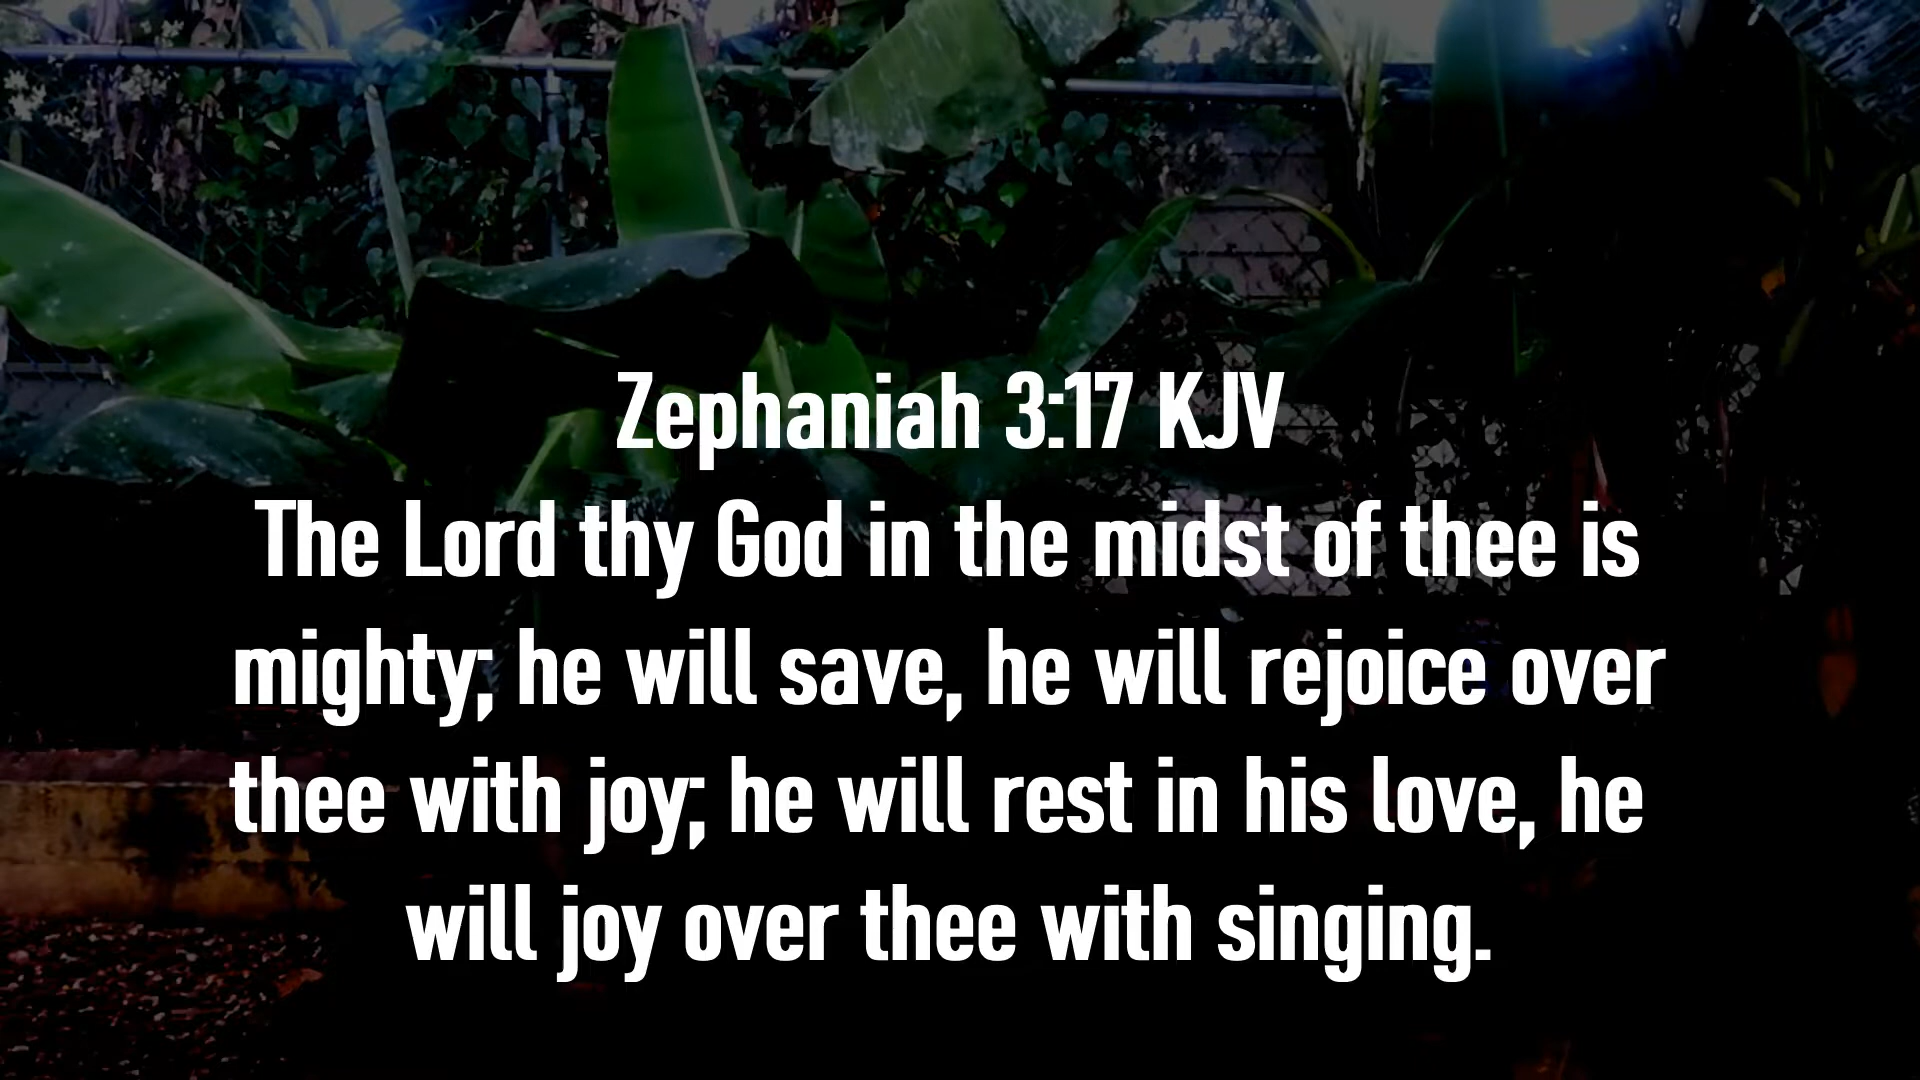 Zephaniah 3:17 KJV
The Lord thy God in the midst of thee is
mighty; he will save, he will rejoice over
thee with joy; he will rest in his love, he
will joy over thee with singing.